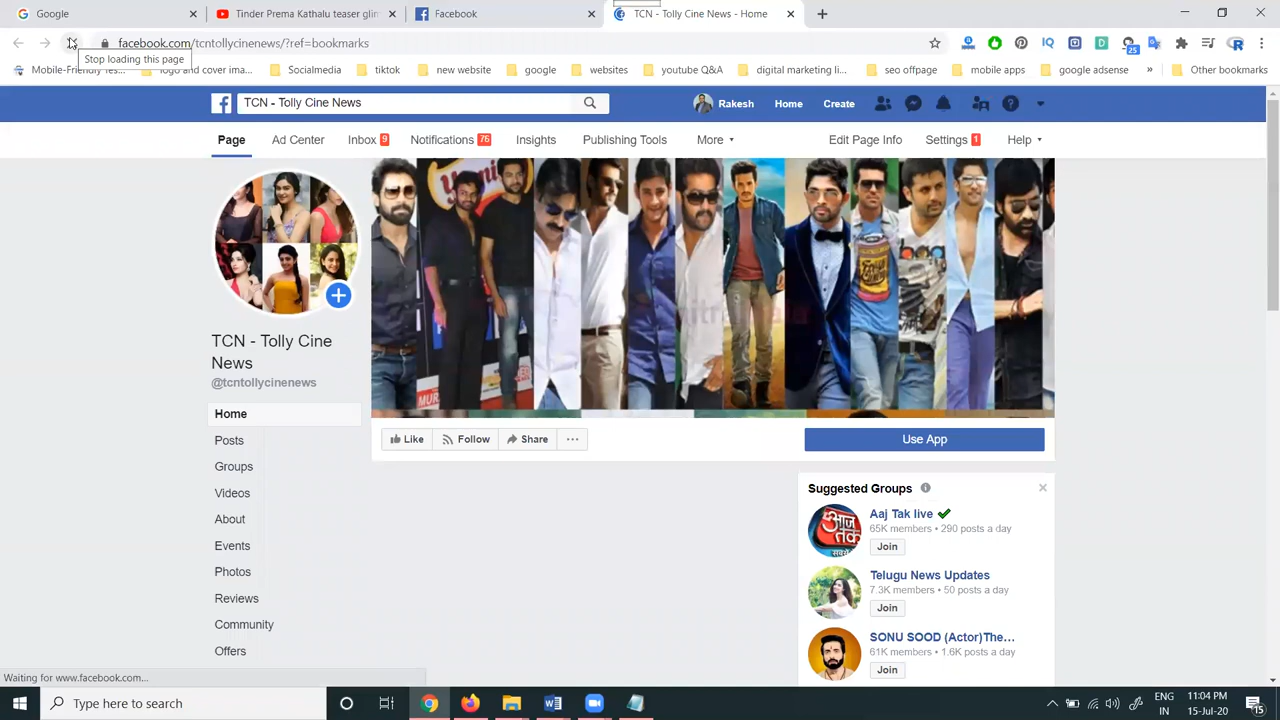 Google
Tinder Prema Kathalu teaser glin
Facebook
TCN - Tolly Cine News - Home
facebook.com/tcntollycinenews/?ref=bookmarks
Stop loading this page
25
Mobile-Friendly Tes...
logo and cover ima...
Socialmedia
tiktok
new website
google
websites
youtube Q&A
digital marketing li...
seo offpage
mobile apps
google adsense
»
Other bookmarks
TCN - Tolly Cine News
Rakesh
Home
Create
Page
Ad Center
Inbox 9
Notifications 76
Insights
Publishing Tools
More
Edit Page Info
Settings 1
Help
TCN - Tolly Cine
News
@tcntollycinenews
Home
Posts
Groups
Videos
About
Events
Photos
Reviews
Community
Offers
Like
Follow
Share
...
Use App
Suggested Groups
आज
तक
Aaj Tak live
65K members • 290 posts a day
Join
Telugu News Updates
7.3K members • 50 posts a day
Join
SONU SOOD (Actor)The...
61K members • 1.6K posts a day
Join
Waiting for www.facebook.com...
Type here to search
ENG
IN
11:04 PM
15-Jul-20
15